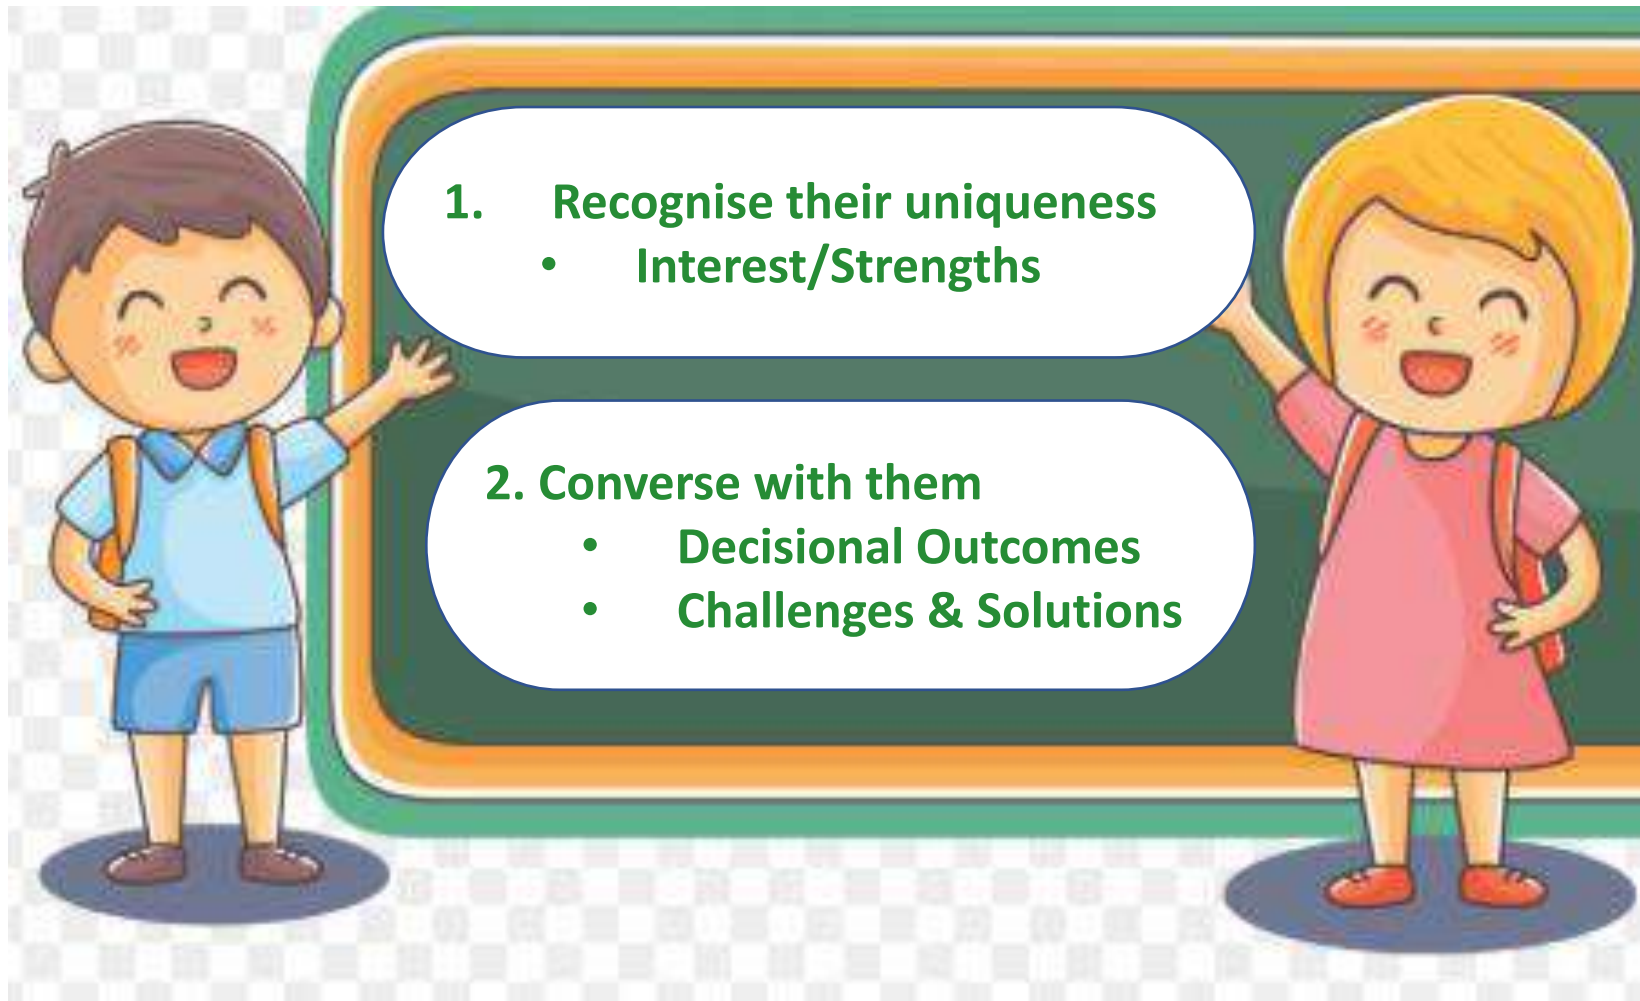 1. Recognise their uniqueness
• Interest/Strengths
2. Converse with them
• Decisional Outcomes
• Challenges & Solutions